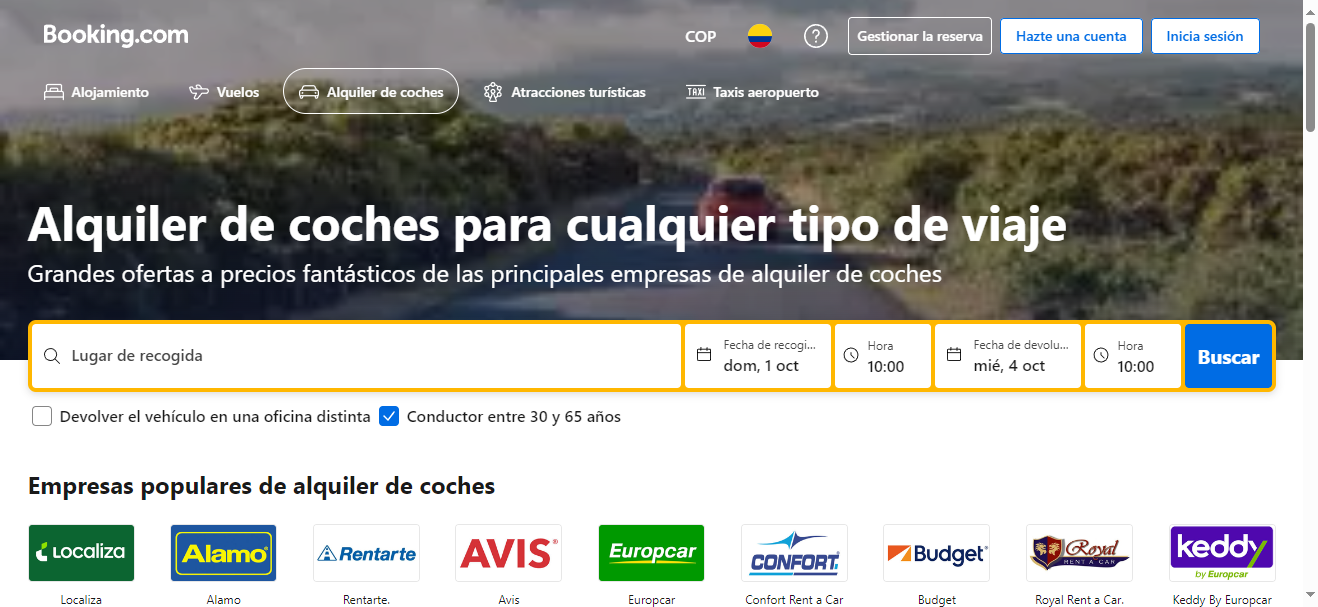 Booking.com
COP
Gestionar la reserva
Hazte una cuenta
Inicia sesión
Alojamiento
Vuelos
Alquiler de coches
Atracciones turísticas
TAXI Taxis aeropuerto
Alquiler de coches para cualquier tipo de viaje
Grandes ofertas a precios fantásticos de las principales empresas de alquiler de coches
Lugar de recogida
Fecha de recogi...
dom, 1 oct
Hora
10:00
Fecha de devolu...
mié, 4 oct
Hora
10:00
Buscar
Devolver el vehículo en una oficina distinta
Conductor entre 30 y 65 años
Empresas populares de alquiler de coches
Localiza
Alamo
Rentarte
AVIS
Europcar
CONFORT
Budget
Royal
RENT A CAR
keddy
by Europcar
Localiza
Alamo
Rentarte.
Avis
Europcar
Confort Rent a Car
Budget
Royal Rent a Car.
Keddy By Europcar